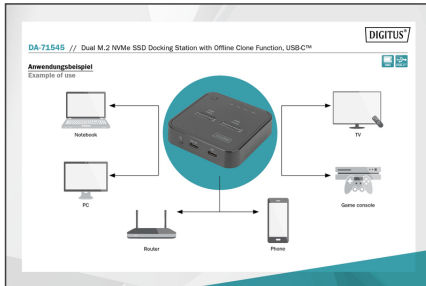 DIGITUS®
DA-71545 // Dual M.2 NVMe SSD Docking Station with Offline Clone Function, USB-C™
Anwendungsbeispiel
Example of use
Notebook
TV
PC
Game console
Router
Phone